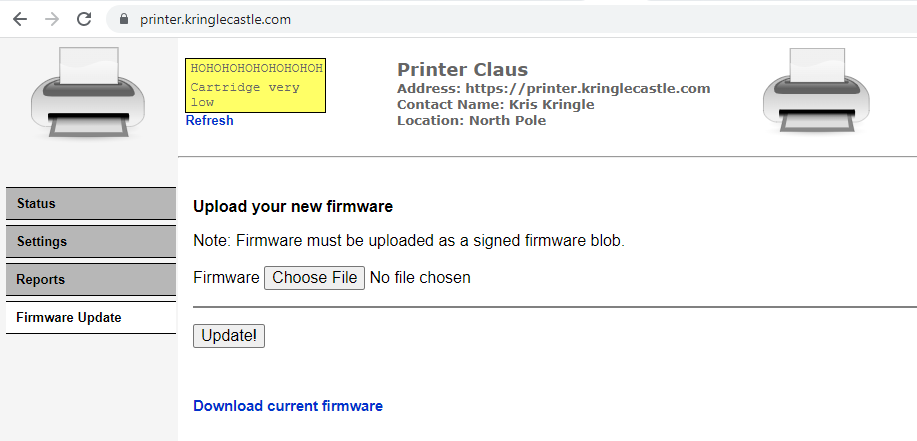 printer.kringlecastle.com
HOHOHOHOHOHOHOHOH
Cartridge very
low
Refresh
Printer Claus
Address: https://printer.kringlecastle.com
Contact Name: Kris Kringle
Location: North Pole
Status
Settings
Reports
Firmware Update
Upload your new firmware
Note: Firmware must be uploaded as a signed firmware blob.
Firmware Choose File No file chosen
Update!
Download current firmware